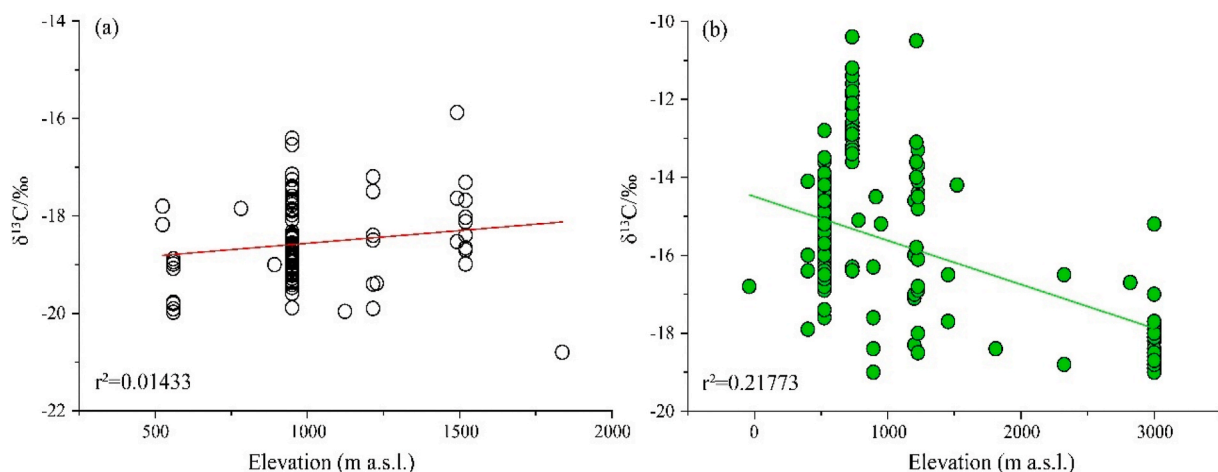 (a)
-14
-16
-18
-20
-22
δ¹³C/‰
r²=0.01433
500
1000
1500
2000
Elevation (m a.s.l.)
(b)
-10
-12
-14
-16
-18
-20
δ¹³C/‰
r²=0.21773
0
1000
2000
3000
Elevation (m a.s.l.)